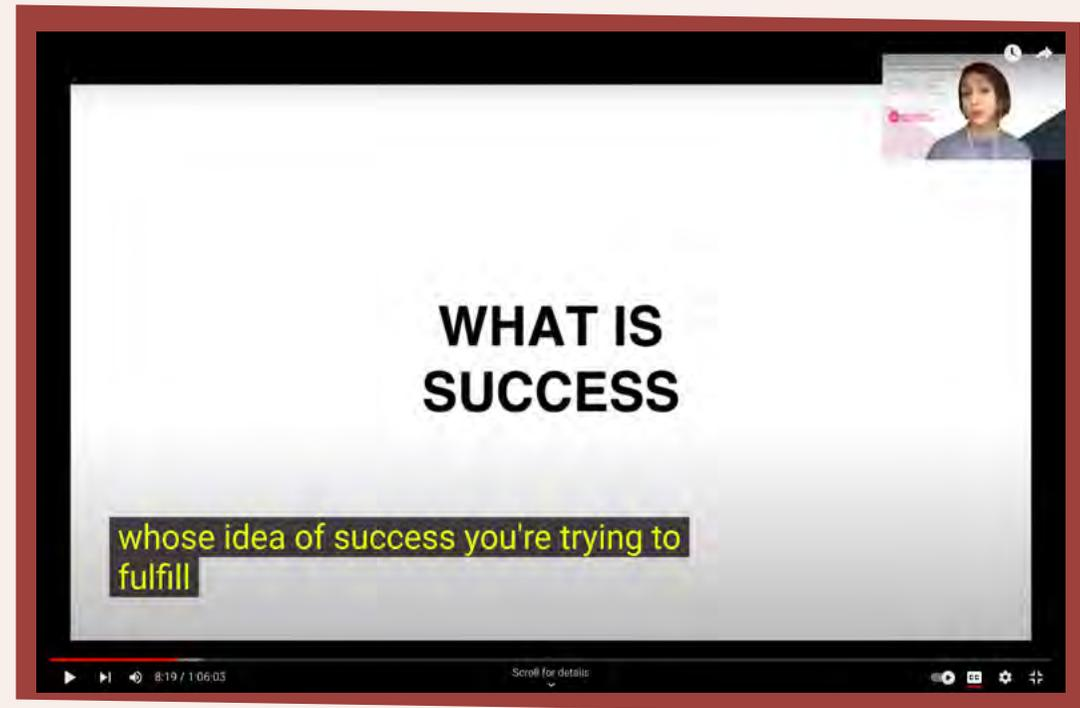 WHAT IS
SUCCESS
whose idea of success you're trying to
fulfill
8:19 / 1:06:03
Scroll for details
CC